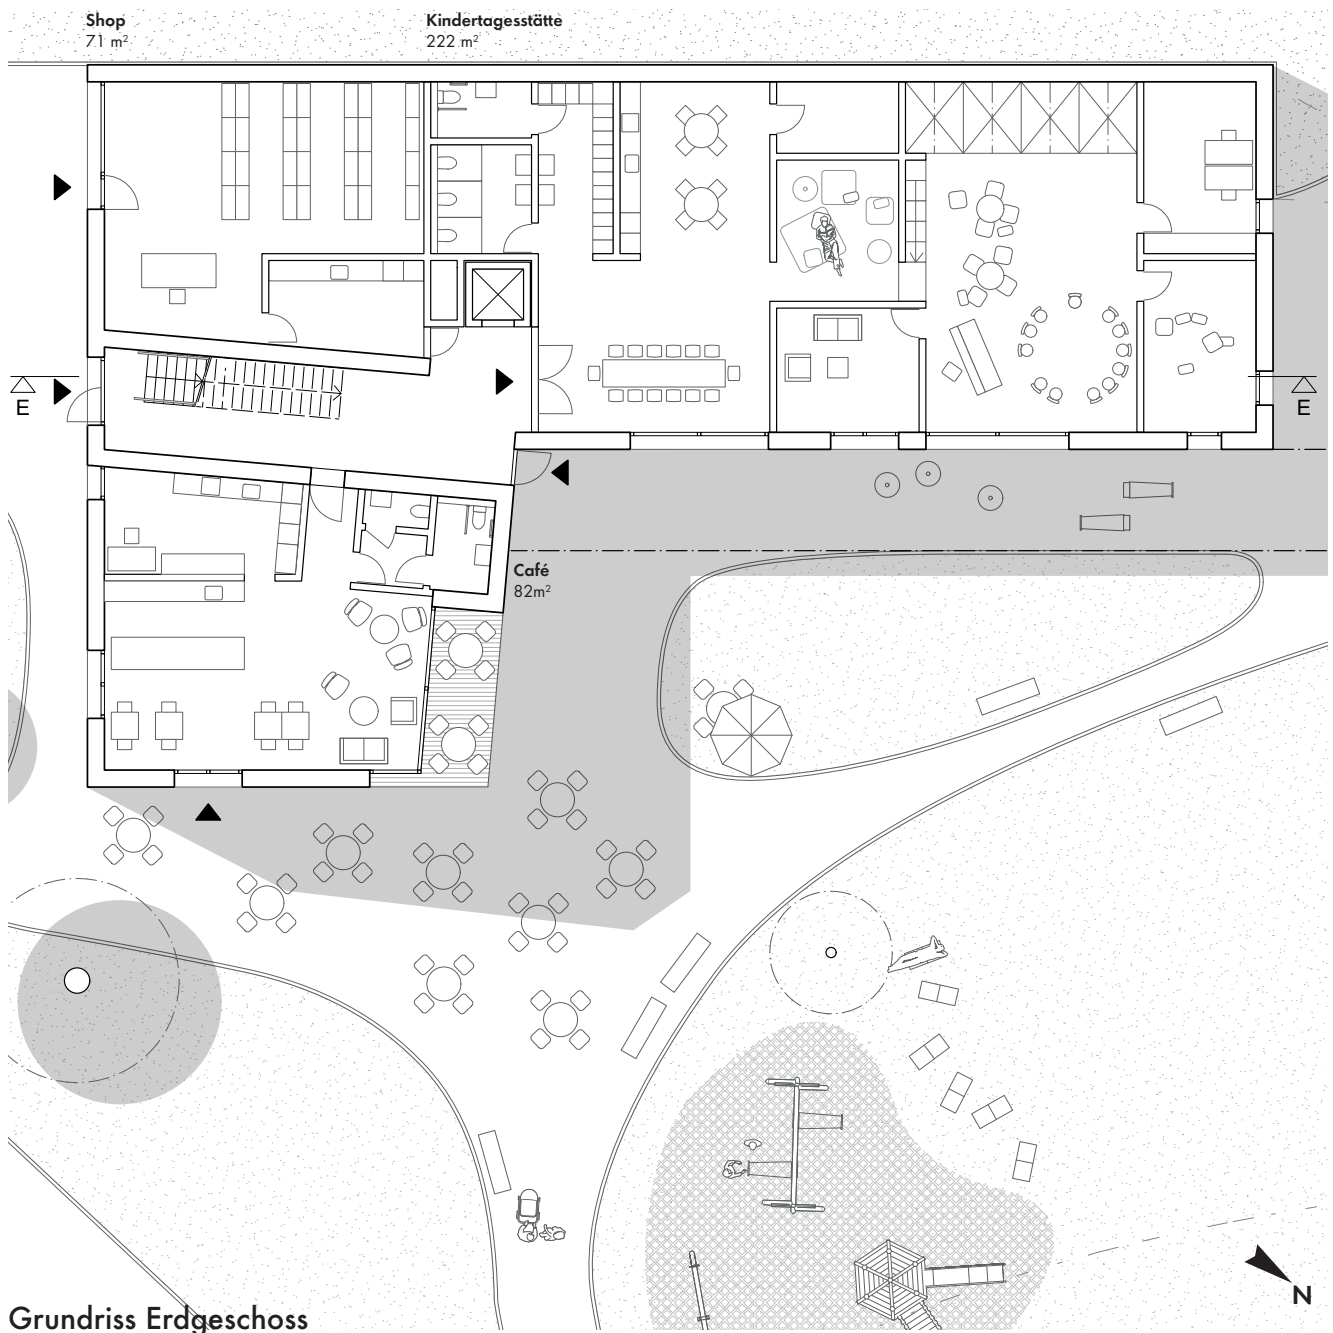 Shop
71 m²
Kindertagesstätte
222 m²
E
E
Café
82m²
N
Grundriss Erdgeschoss